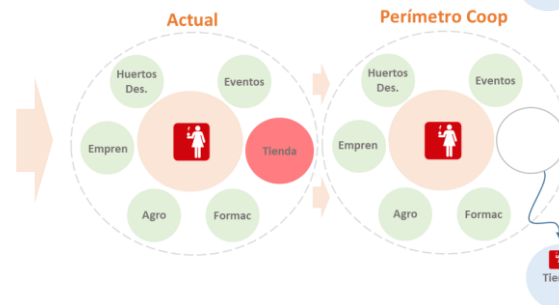 Actual
Perímetro Coop
Huertos
Des.
Eventos
Empren
Tienda
Agro
Formac
Huertos
Des.
Eventos
Empren
Agro
Formac